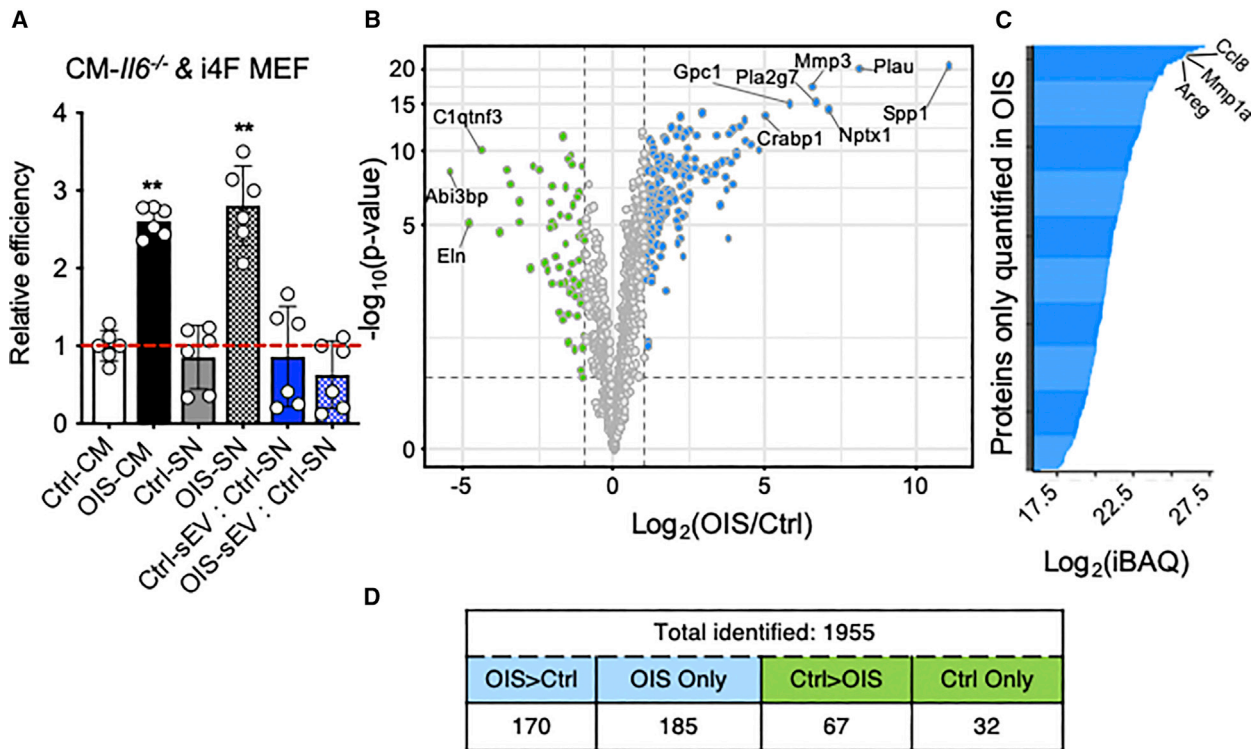 A
CM-Il6-/- & i4F MEF
Relative efficiency
4
3
2
1
0
**
**
Ctrl-CM
OIS-CM
Ctrl-SN
OIS-SN
Ctrl-sEV : Ctrl-SN
OIS-sEV : Ctrl-SN
B
-log10(p-value)
20
15
10
5
0
C1qtnf3
Abi3bp
Eln
Gpc1
Pla2g7
Mmp3
Plau
Spp1
Nptx1
Crabp1
-5
0
5
10
Log2(OIS/Ctrl)
C
Proteins only quantified in OIS
Ccl8
Mmp1a
Areg
17.5
22.5
27.5
Log2(iBAQ)
D
Total identified: 1955
OIS>Ctrl OIS Only Ctrl>OIS Ctrl Only
170 185 67 32